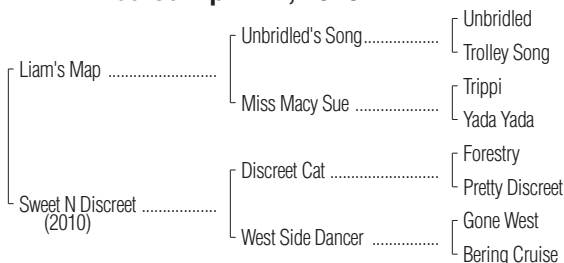 Unbridled
Unbridled's Song
Trolley Song
Liam's Map
Trippi
Miss Macy Sue
Yada Yada
Forestry
Discreet Cat
Pretty Discreet
Sweet N Discreet
(2010)
Gone West
West Side Dancer
Bering Cruise